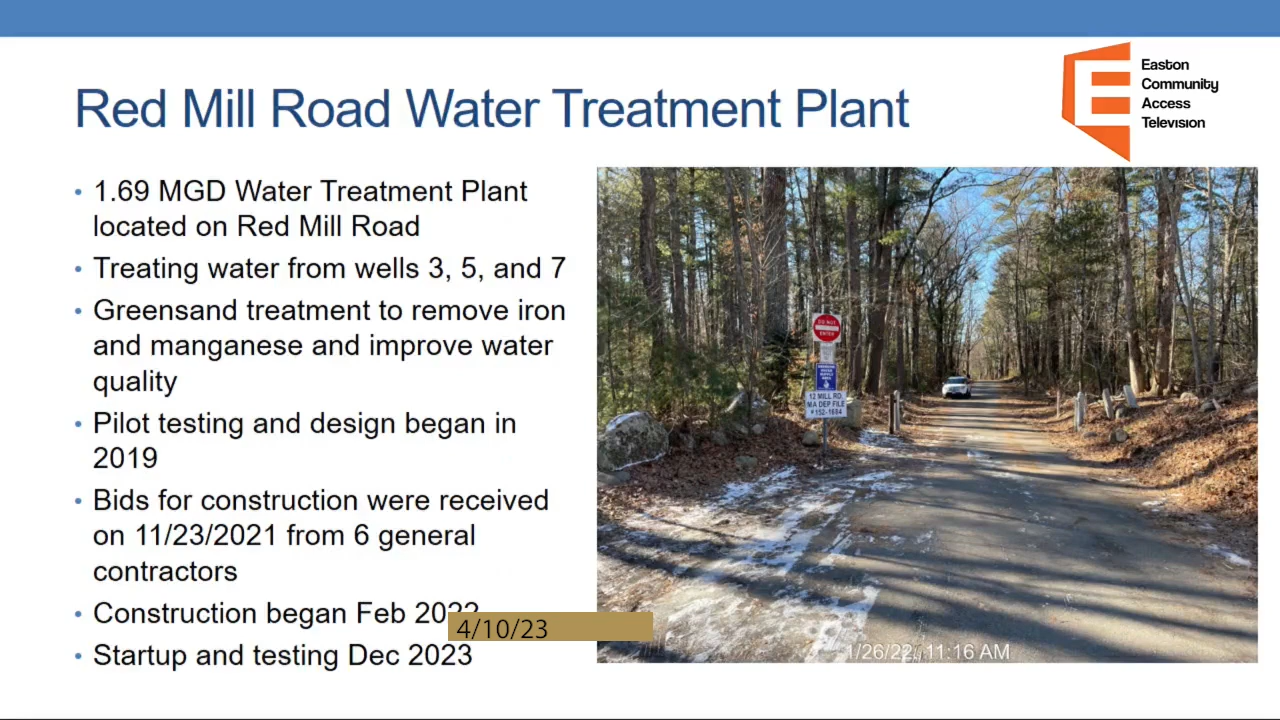 Easton
Community
Access
Television
Red Mill Road Water Treatment Plant
• 1.69 MGD Water Treatment Plant
located on Red Mill Road
• Treating water from wells 3, 5, and 7
• Greensand treatment to remove iron
and manganese and improve water
quality
• Pilot testing and design began in
2019
• Bids for construction were received
on 11/23/2021 from 6 general
contractors
• Construction began Feb 2022
4/10/23
• Startup and testing Dec 2023
DO NOT
ENTER
12 MILL RD.
MA DEP FILE
1/26/22, 11:16 AM